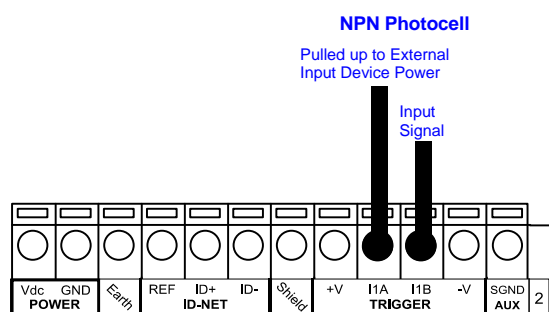 NPN Photocell
Pulled up to External
Input Device Power
Input
Signal
Vdc GND Earth REF ID+ ID- Shield +V I1A I1B -V SGND 2
POWER ID-NET TRIGGER AUX